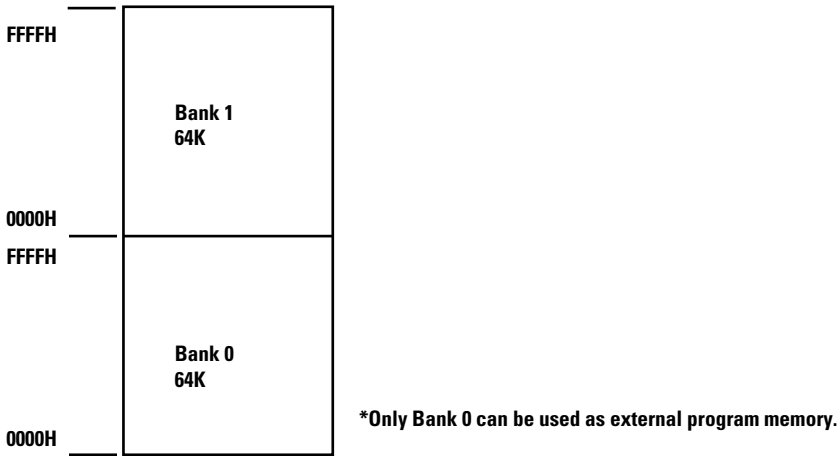 FFFFH
Bank 1
64K
0000H
FFFFH
Bank 0
64K
*Only Bank 0 can be used as external program memory.
0000H